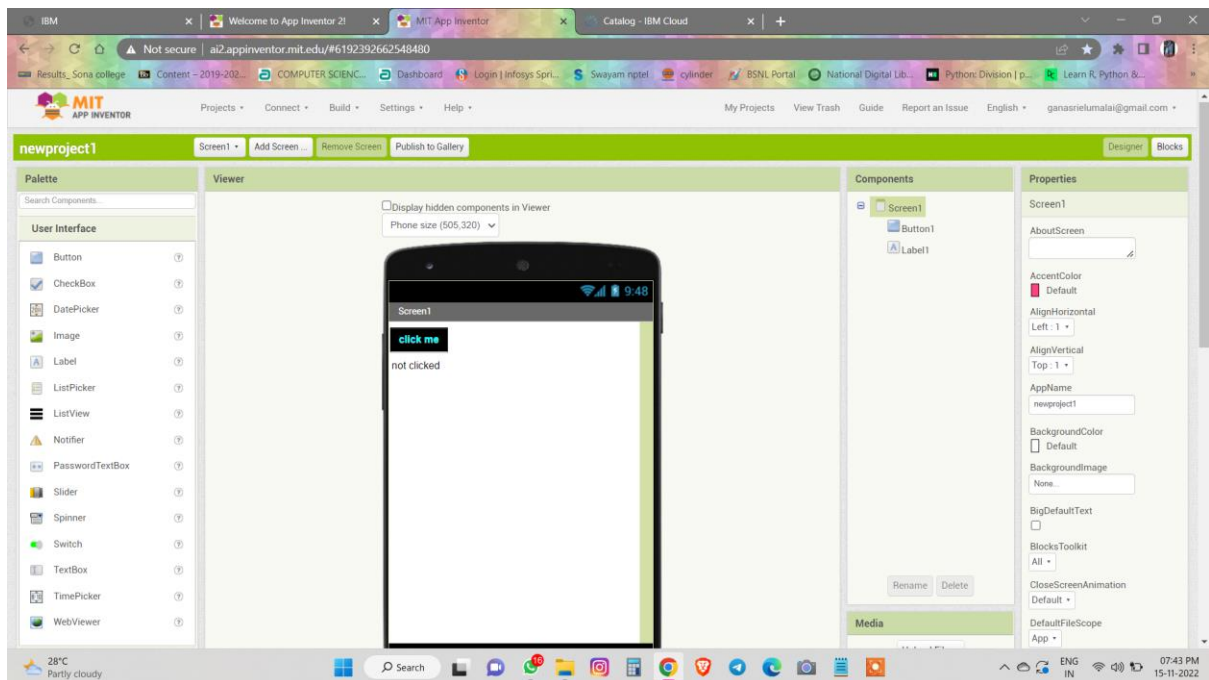 IBM
Welcome to App Inventor 2!
MIT App Inventor
Catalog - IBM Cloud
Not secure
ai2.appinventor.mit.edu/#6192392662548480
Results_ Sona college
Content – 2019-202...
COMPUTER SCIENC...
Dashboard
Login | Infosys Spri...
Swayam nptel
cylinder
BSNL Portal
National Digital Lib...
Python: Division | p...
Learn R, Python &...
MIT
APP INVENTOR
Projects
Connect
Build
Settings
Help
My Projects
View Trash
Guide
Report an Issue
English
ganasrielumalai@gmail.com
newproject1
Screen1
Add Screen ...
Remove Screen
Publish to Gallery
Designer
Blocks
Palette
Search Components...
User Interface
Button
CheckBox
DatePicker
Image
Label
ListPicker
ListView
Notifier
PasswordTextBox
Slider
Spinner
Switch
TextBox
TimePicker
WebViewer
Viewer
Display hidden components in Viewer
Phone size (505,320)
9:48
Screen1
click me
not clicked
Components
Screen1
Button1
Label1
Rename
Delete
Media
Properties
Screen1
AboutScreen
AccentColor
Default
AlignHorizontal
Left : 1
AlignVertical
Top : 1
AppName
newproject1
BackgroundColor
Default
BackgroundImage
None...
BigDefaultText
BlocksToolkit
All
CloseScreenAnimation
Default
DefaultFileScope
App
28°C
Partly cloudy
Search
16
ENG
IN
07:43 PM
15-11-2022